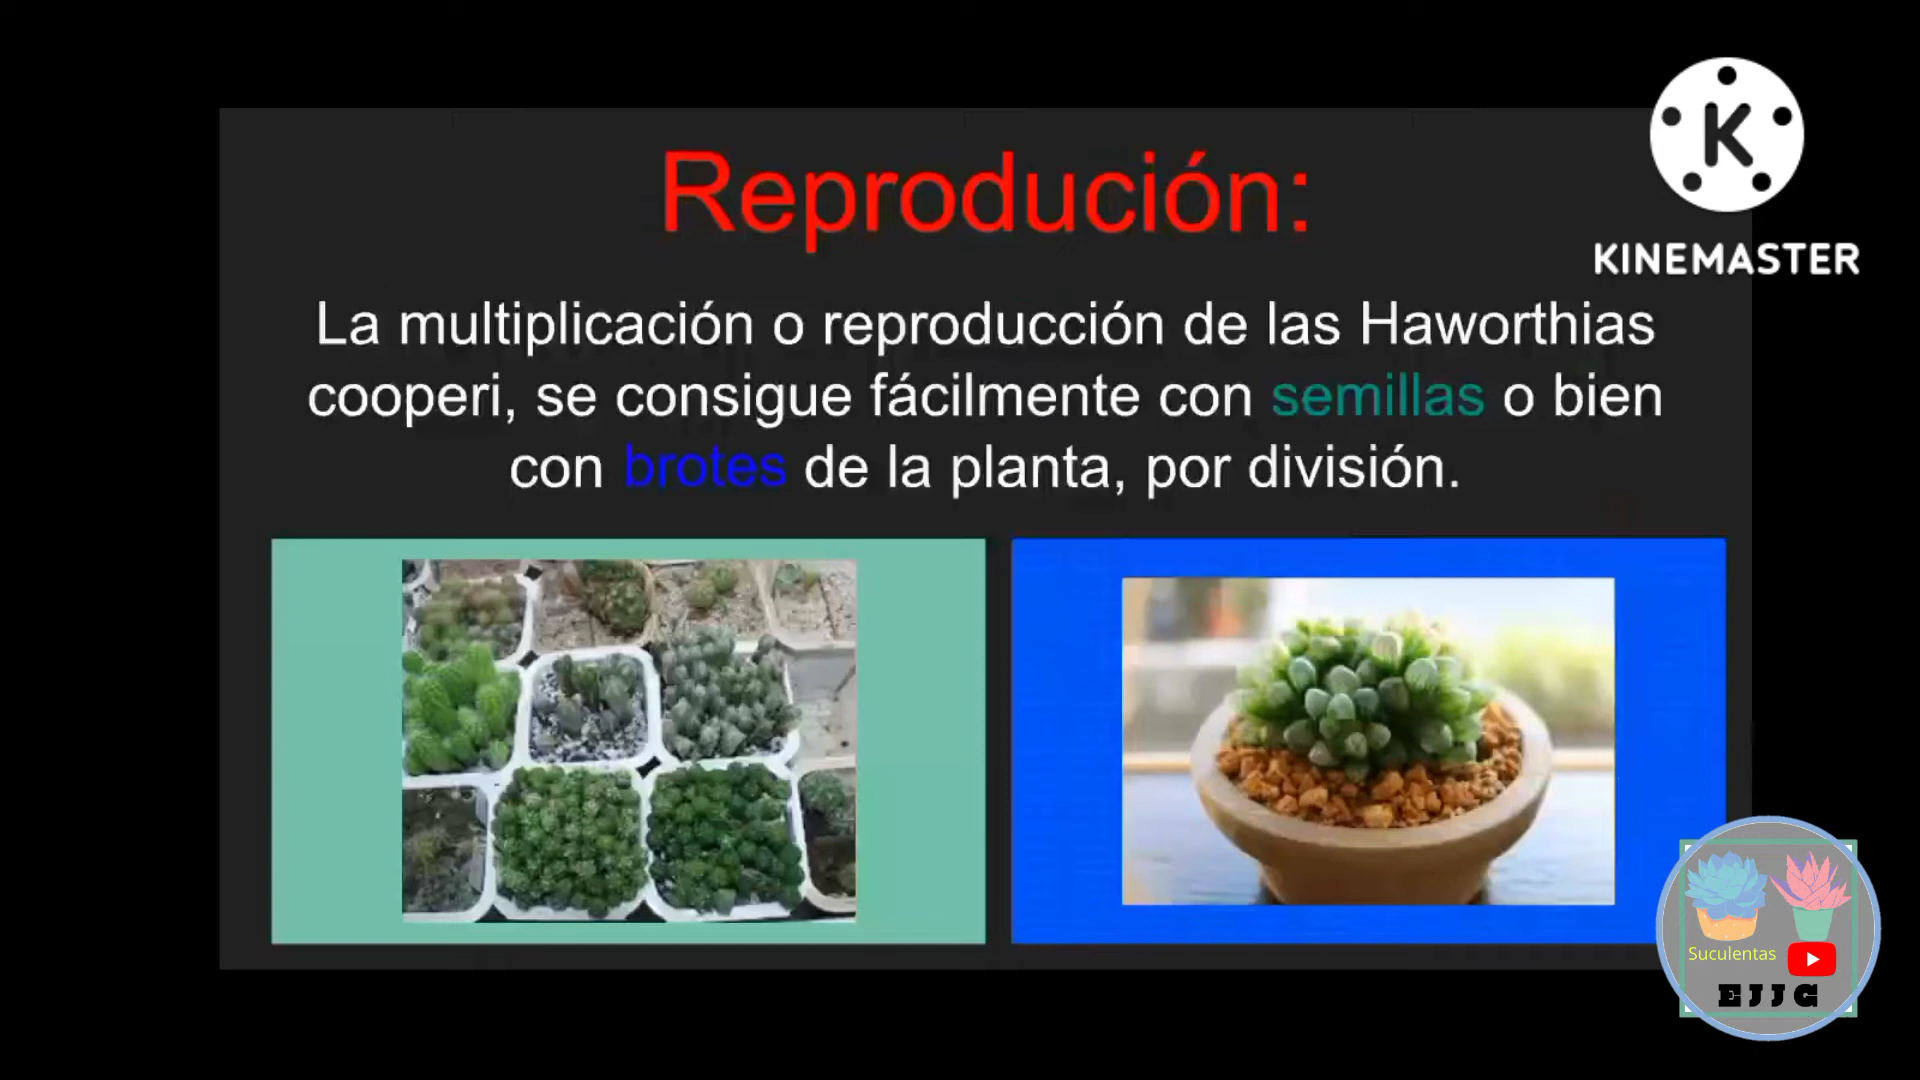 Reprodución:
K
KINEMASTER
La multiplicación o reproducción de las Haworthias
cooperi, se consigue fácilmente con semillas o bien
con brotes de la planta, por división.
Suculentas
EJJG